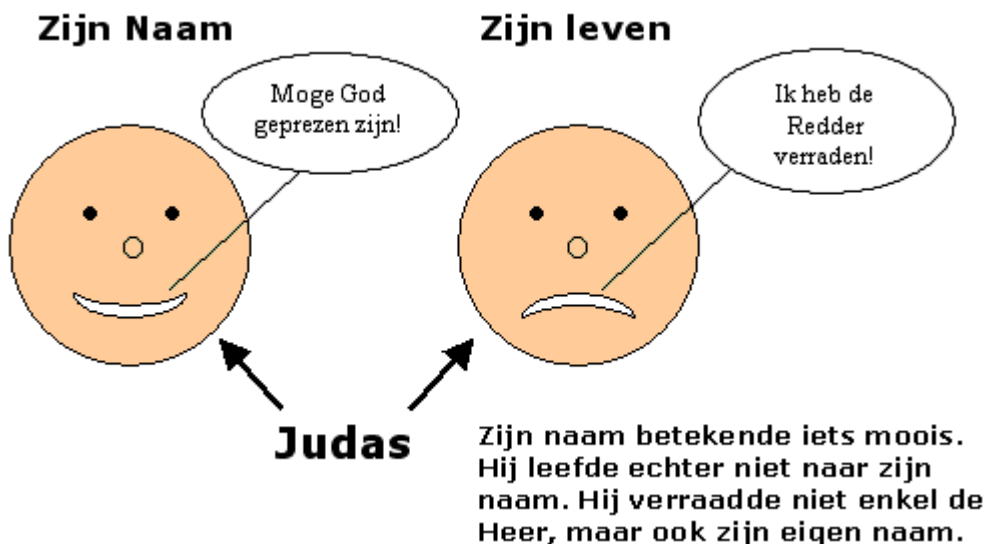 Zijn Naam
Zijn leven
Moge God
geprezen zijn!
Ik heb de
Redder
verraden!
Judas
Zijn naam betekende iets moois.
Hij leefde echter niet naar zijn
naam. Hij verraadde niet enkel de
Heer, maar ook zijn eigen naam.